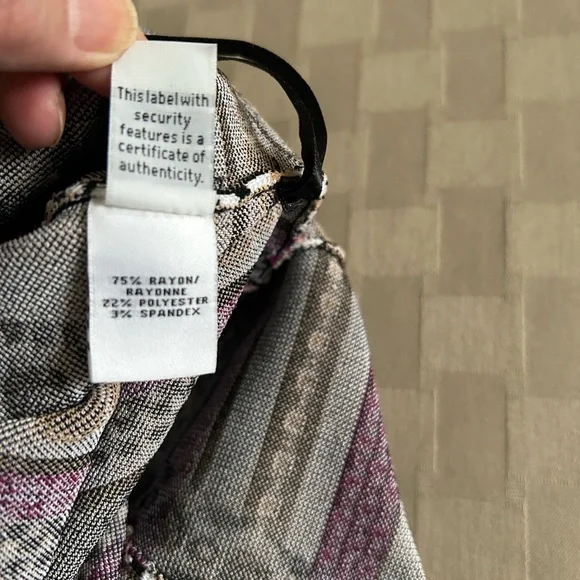 This label with
security
features is a
certificate of
authenticity.
75% RAYON/
RAYONNE
22% POLYESTER
3% SPANDEX